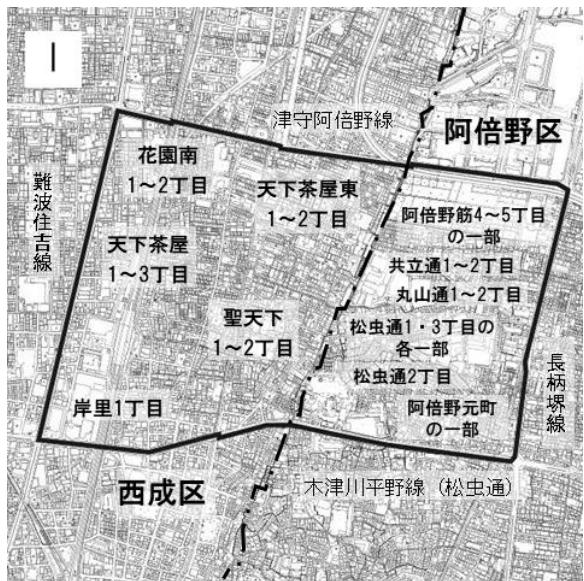 I
津守阿倍野線
阿倍野区
花園南
1~2丁目
天下茶屋東
1~2丁目
難波住吉線
阿倍野筋4~5丁目
の一部
天下茶屋
1~3丁目
共立通1~2丁目
丸山通1~2丁目
聖天下
1~2丁目
松虫通1・3丁目の
各一部
松虫通2丁目
長柄堺線
岸里1丁目
阿倍野元町
の一部
西成区
木津川平野線(松虫通)